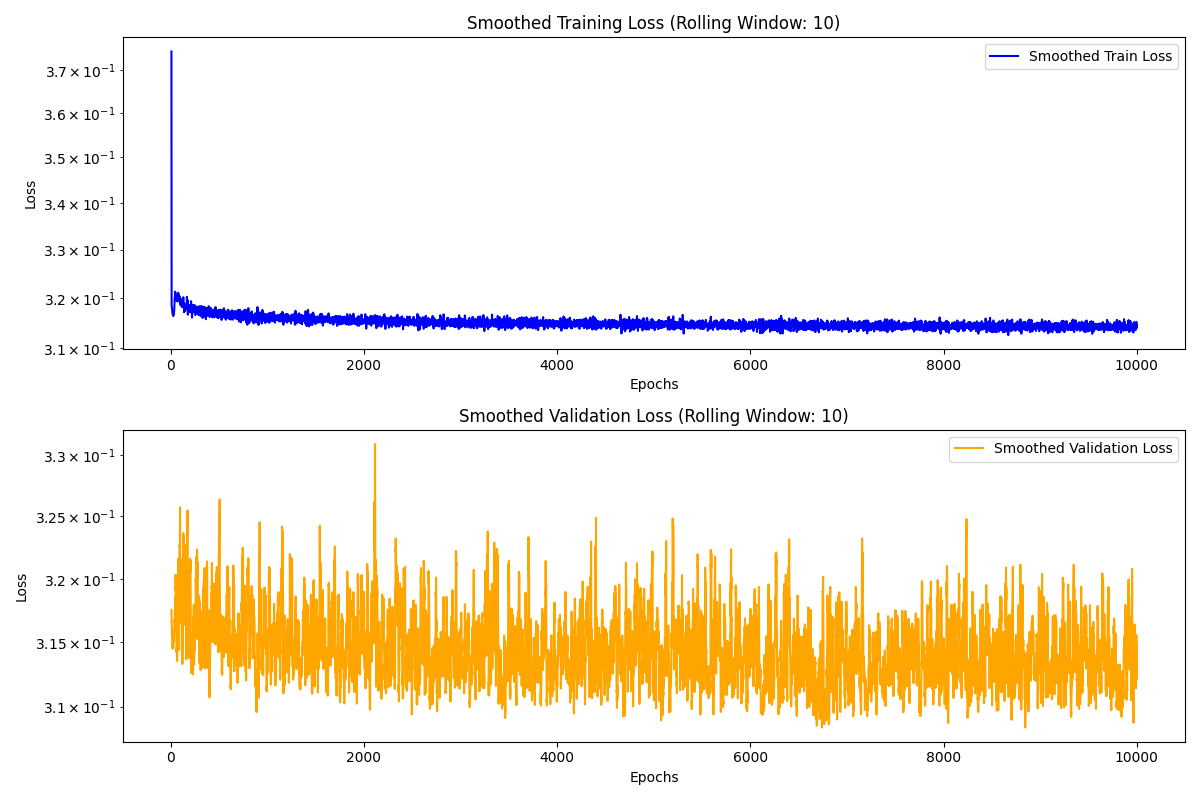 Smoothed Training Loss (Rolling Window: 10)
Smoothed Train Loss
3.7 × 10⁻¹
3.6 × 10⁻¹
3.5 × 10⁻¹
3.4 × 10⁻¹
3.3 × 10⁻¹
3.2 × 10⁻¹
3.1 × 10⁻¹
Loss
0 2000 4000 6000 8000 10000
Epochs
Smoothed Validation Loss (Rolling Window: 10)
Smoothed Validation Loss
3.3 × 10⁻¹
3.25 × 10⁻¹
3.2 × 10⁻¹
3.15 × 10⁻¹
3.1 × 10⁻¹
Loss
0 2000 4000 6000 8000 10000
Epochs